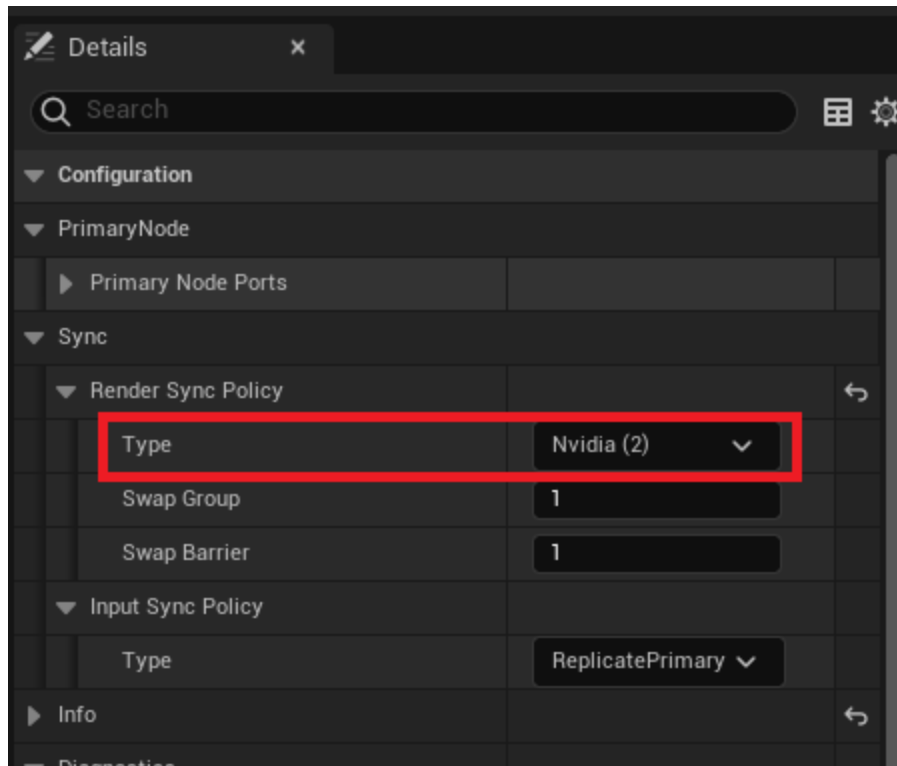 Details
Search
Configuration
PrimaryNode
Primary Node Ports
Sync
Render Sync Policy
Type Nvidia (2)
Swap Group 1
Swap Barrier 1
Input Sync Policy
Type ReplicatePrimary
Info
Diagnostics